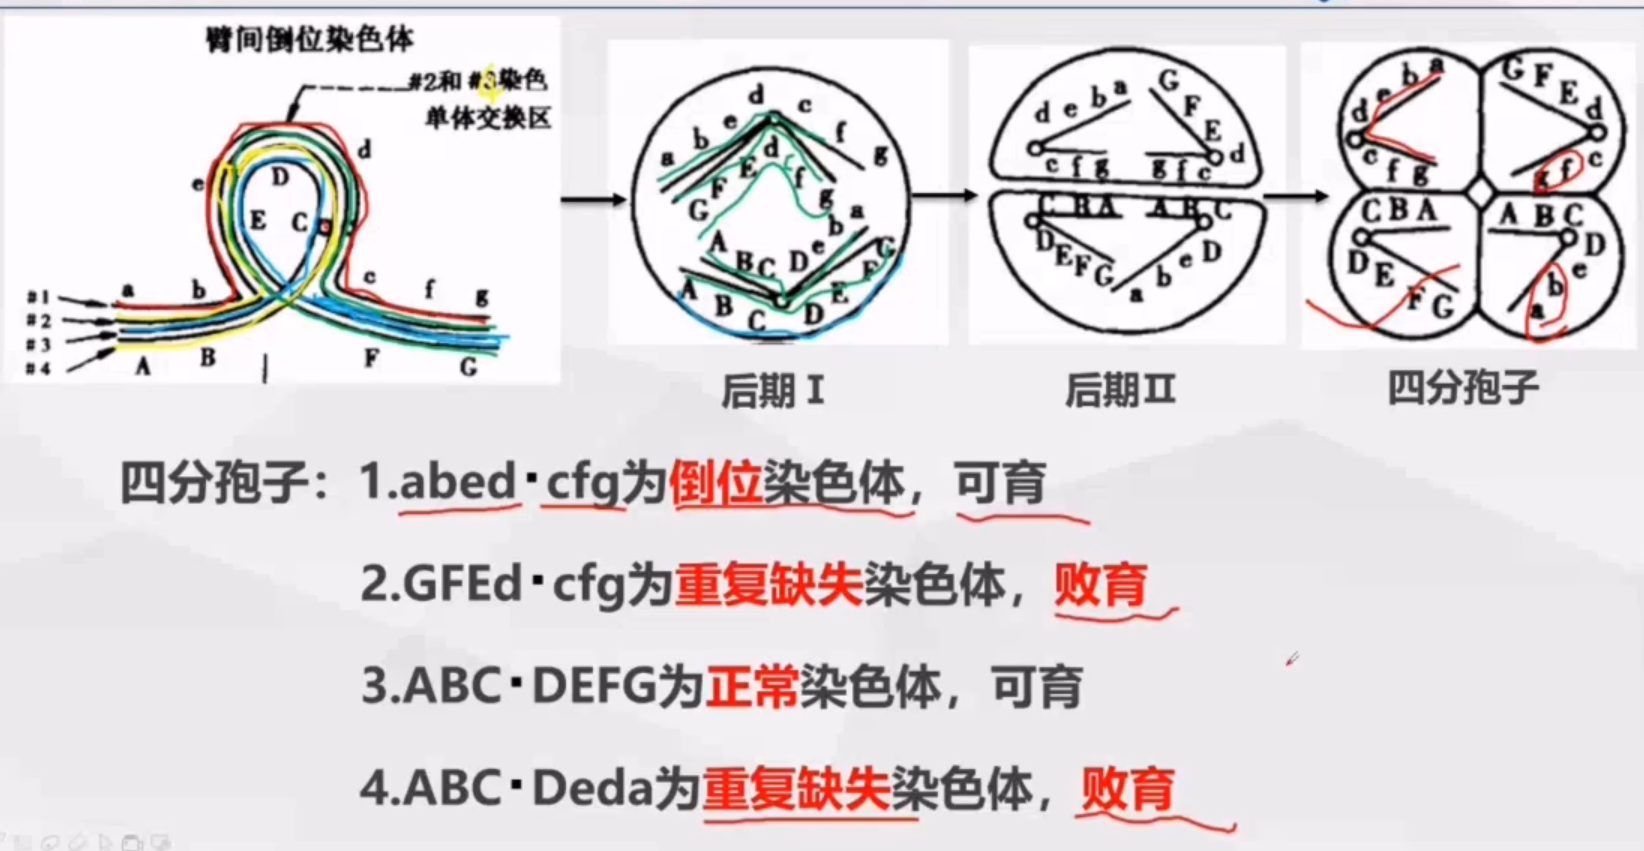 臂间倒位染色体
#2和 #4染色
单体交换区
d
e
D
E C
c
a b f g
#1
#2
#3
#4
A B F G
d c
e f
b g
a E d f
F g
G a
b
A e
B C D G
F
A E
B D
C
a G
b F
e E
d d
c f g g f c
C B A A B C
D D
E e
F b
G a
a G
b F
e E
d d
c c
f g g f
C B A A B C
D D
E e
F b
G a
后期 I
后期II
四分孢子
四分孢子：1.abed·cfg为倒位染色体，可育
2.GFEd·cfg为重复缺失染色体，败育
3.ABC·DEFG为正常染色体，可育
4.ABC·Deda为重复缺失染色体，败育